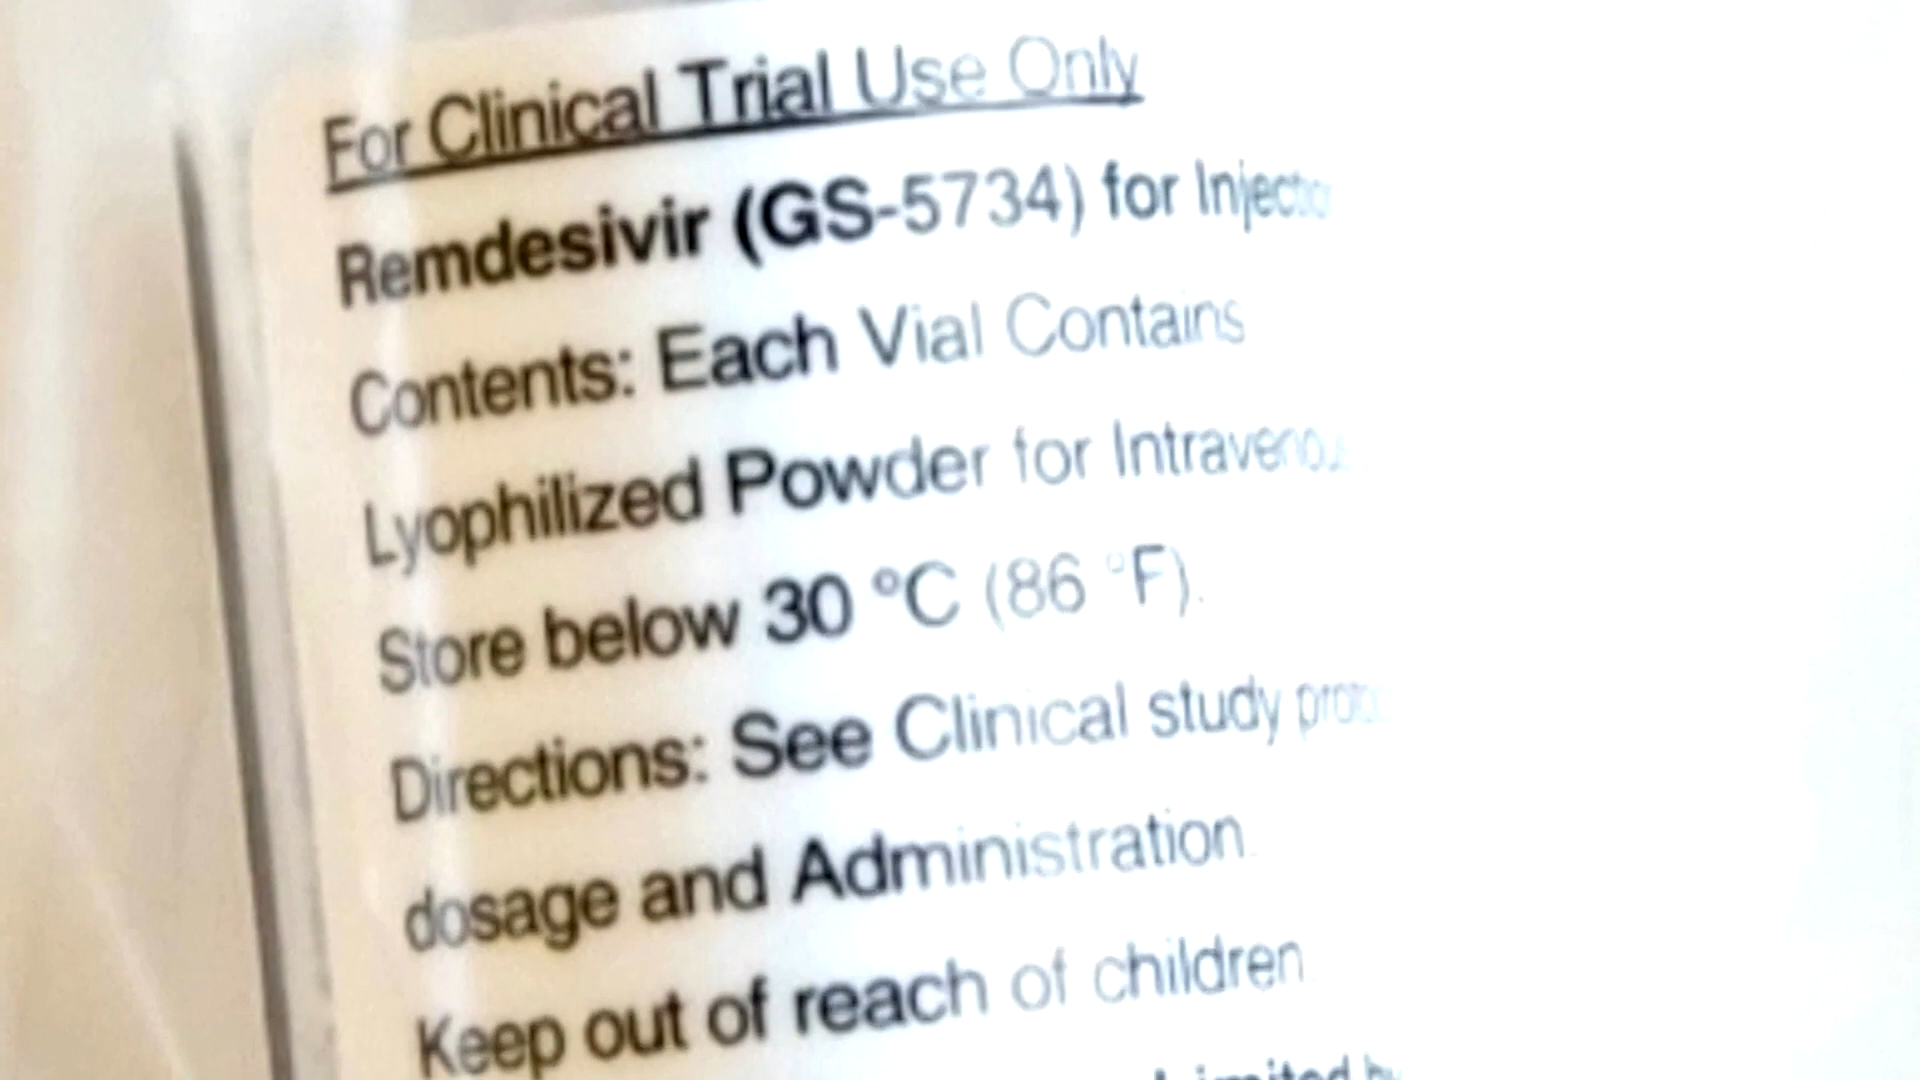 For Clinical Trial Use Only
Remdesivir (GS-5734) for
Contents: Each Vial Contains
Lyophilized Powder for
Store below 30 °C (86 °F).
Directions: See Clinical study
dosage and Administration
Keep out of reach of children